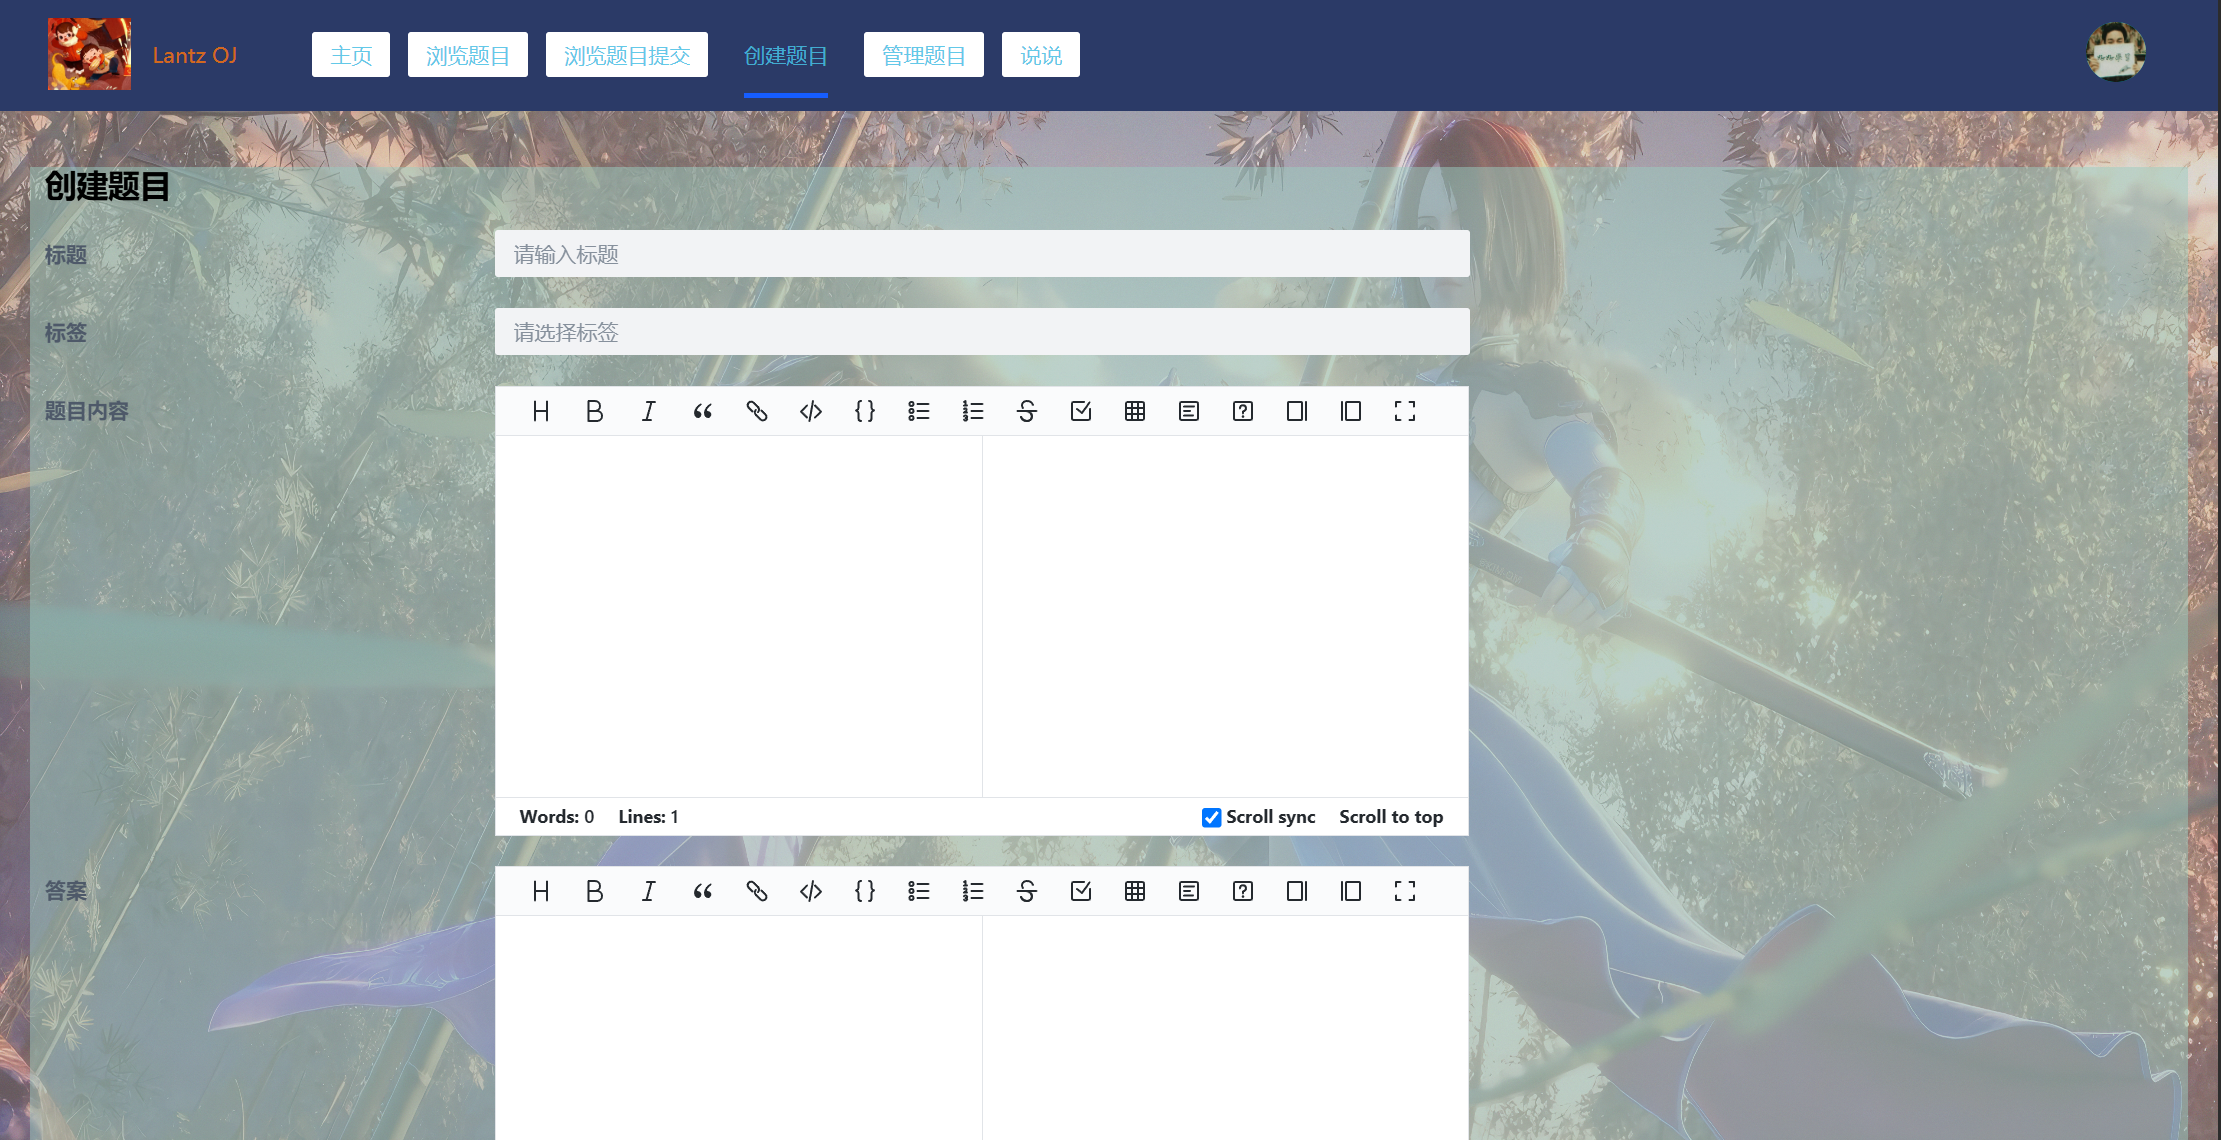 Lantz OJ
主页
浏览题目
浏览题目提交
创建题目
管理题目
说说
创建题目
标题
请输入标题
标签
请选择标签
题目内容
Words: 0 Lines: 1 Scroll sync Scroll to top
答案